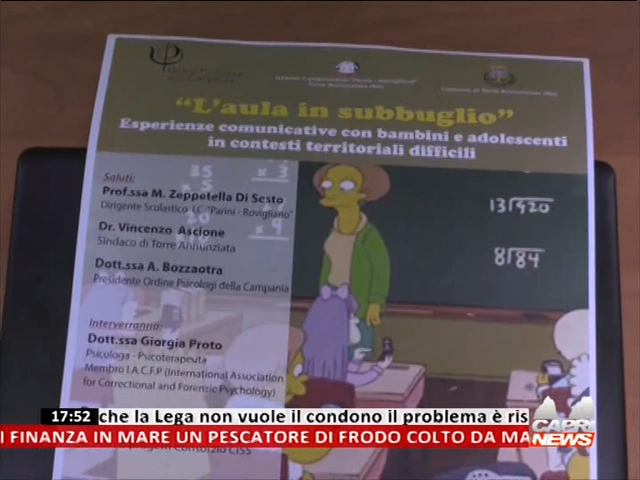 "L'aula in subbuglio"
Esperienze comunicative con bambini e adolescenti
in contesti territoriali difficili
Saluti:
Prof.ssa M. Zeppetella Di Sesto
Dirigente Scolastico I.C. "Parini - Rovigliano"
Dr. Vincenzo Ascione
Sindaco di Torre Annunziata
Dott.ssa A. Bozzaotra
Presidente Ordine Psicologi della Campania
Interverranno:
Dott.ssa Giorgia Proto
Psicologa - Psicoterapeuta
Membro I.A.C.F.P (International Association
for Correctional and Forensic Psychology)
13 920
8 84
17:52
che la Lega non vuole il condono il problema è ris
I FINANZA IN MARE UN PESCATORE DI FRODO COLTO DA MA
CAPRI
NEWS